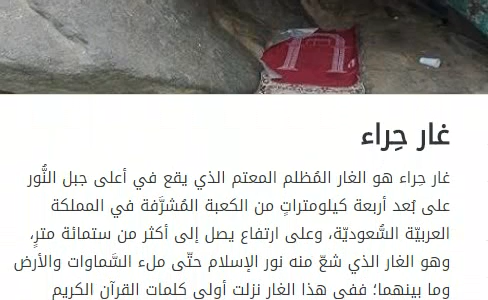 غار حِراء
غار حِراء هو الغار المُظلم المعتم الذي يقع في أعلى جبل الثُّور
على بُعد أربعة كيلومتراتٍ من الكعبة المُشرَّفة في المملكة
العربيّة السُّعوديّة، وعلى ارتفاع يصل إلى أكثر من ستمائة مترٍ،
وهو الغار الذي شعّ منه نور الإسلام حتّى ملء السَّماوات والأرض
وما بينهما؛ ففي هذا الغار نزلت أولى كلمات القرآن الكريم